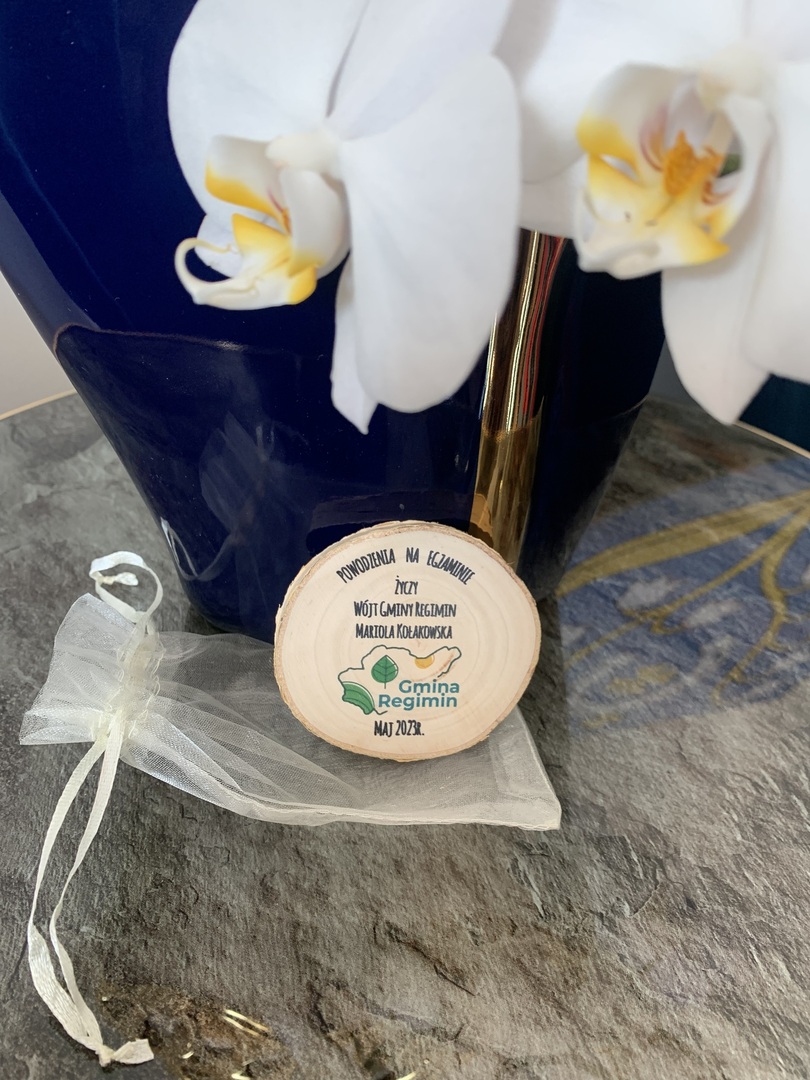 POWODZENIA NA EGZAMINIE
ŻYCZY
WÓJT GMINY REGIMIN
MARIOLA KOŁAKOWSKA
Gmina
Regimin
MAJ 2023R.